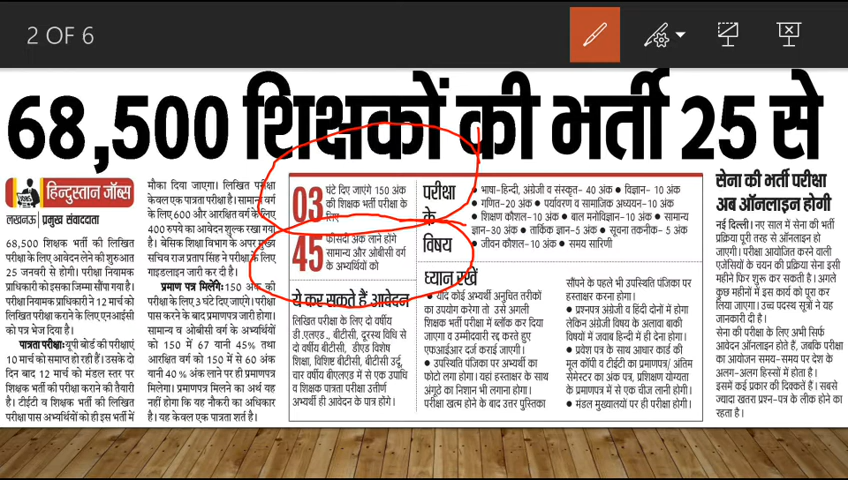 2 OF 6
68,500 शिक्षकों की भर्ती 25 से
हिन्दुस्तान जॉब्स
लखनऊ | प्रमुख संवाददाता
68,500 शिक्षक भर्ती की लिखित
परीक्षा के लिए आवेदन लेने की शुरुआत
25 जनवरी से होगी। परीक्षा नियामक
प्राधिकारी को इसका जिम्मा सौंपा गया है।
परीक्षा नियामक प्राधिकारी ने 12 मार्च को
लिखित परीक्षा कराने के लिए एनआईसी
को पत्र भेज दिया है।
पात्रता परीक्षा: यूपी बोर्ड की परीक्षाएं
10 मार्च को समाप्त हो रही हैं। उसके दो
दिन बाद 12 मार्च को मंडल स्तर पर
शिक्षक भर्ती की परीक्षा कराने की तैयारी
है। टीईटी व शिक्षक भर्ती की लिखित
परीक्षा पास अभ्यर्थियों को ही इस भर्ती में
मौका दिया जाएगा। लिखित परीक्षा
केवल एक पात्रता परीक्षा है। सामान्य वर्ग
के लिए 600 और आरक्षित वर्ग के लिए
400 रुपये का आवेदन शुल्क रखा गया
है। बेसिक शिक्षा विभाग के अपर मुख्य
सचिव राज प्रताप सिंह ने परीक्षा के लिए
गाइडलाइन जारी कर दी है।
प्रमाण पत्र मिलेंगे: 150 अंकों की
परीक्षा के लिए 3 घंटे दिए जाएंगे। परीक्षा
पास करने के बाद प्रमाणपत्र जारी होगा।
सामान्य व ओबीसी वर्ग के अभ्यर्थियों
को 150 में 67 यानी 45% तथा
आरक्षित वर्ग को 150 में से 60 अंक
यानी 40% अंक लाने पर ही प्रमाणपत्र
मिलेगा। प्रमाणपत्र मिलने का अर्थ यह
नहीं होगा कि यह नौकरी का अधिकार
है। यह केवल एक पात्रता शर्त है।
03 घंटे दिए जाएंगे 150 अंक
की शिक्षक भर्ती परीक्षा के
लिए
45 फीसदी अंक लाने होंगे
सामान्य और ओबीसी वर्ग
के अभ्यर्थियों को
ये कर सकते हैं आवेदन
लिखित परीक्षा के लिए दो वर्षीय
डी.एलएड., बीटीसी, दूरस्थ विधि से
दो वर्षीय बीटीसी, डीएड विशेष
शिक्षा, विशिष्ट बीटीसी, बीटीसी उर्दू,
चार वर्षीय बीएलएड में से एक उपाधि
व शिक्षक पात्रता परीक्षा उत्तीर्ण
अभ्यर्थी ही आवेदन के पात्र होंगे।
परीक्षा
के
विषय
● भाषा-हिन्दी, अंग्रेजी व संस्कृत- 40 अंक ● विज्ञान- 10 अंक
● गणित-20 अंक ● पर्यावरण व सामाजिक अध्ययन-10 अंक
● शिक्षण कौशल-10 अंक ● बाल मनोविज्ञान-10 अंक ● सामान्य
ज्ञान-30 अंक ● तार्किक ज्ञान-5 अंक ● सूचना तकनीक- 5 अंक
● जीवन कौशल-10 अंक ● समय सारिणी
ध्यान रखें
● यदि कोई अभ्यर्थी अनुचित तरीकों
का उपयोग करेगा तो उसे अगली
शिक्षक भर्ती परीक्षा में ब्लॉक कर दिया
जाएगा व उम्मीदवारी रद्द करते हुए
एफआईआर दर्ज कराई जाएगी।
● उपस्थिति पंजिका पर अभ्यर्थी का
फोटो लगा होगा। यहां हस्ताक्षर के साथ
अंगूठे का निशान भी लगाना होगा।
परीक्षा खत्म होने के बाद उत्तर पुस्तिका
सौंपने के पहले भी उपस्थिति पंजिका पर
हस्ताक्षर करना होगा।
● प्रश्नपत्र अंग्रेजी व हिंदी दोनों में होगा
लेकिन अंग्रेजी विषय के अलावा बाकी
विषयों में जवाब हिन्दी में ही देना होगा।
● प्रवेश पत्र के साथ आधार कार्ड की
मूल कॉपी व टीईटी का प्रमाणपत्र/ अंतिम
सेमेस्टर का अंक पत्र, प्रशिक्षण योग्यता
के प्रमाणपत्र में से एक चीज लानी होगी।
● मंडल मुख्यालयों पर ही परीक्षा होगी।
सेना की भर्ती परीक्षा
अब ऑनलाइन होगी
नई दिल्ली। नए साल में सेना की भर्ती
प्रक्रिया पूरी तरह से ऑनलाइन हो
जाएगी। परीक्षा आयोजित करने वाली
एजेंसियों के चयन की प्रक्रिया सेना इसी
महीने फिर शुरू कर सकती है। अगले
कुछ महीनों में इस कार्य को पूरा कर
लिया जाएगा। उच्च पदस्थ सूत्रों ने यह
जानकारी दी है।
सेना की परीक्षा के लिए अभी सिर्फ
आवेदन ऑनलाइन होते हैं, जबकि परीक्षा
का आयोजन समय-समय पर देश के
अलग-अलग हिस्सों में होता है।
इसमें कई प्रकार की दिक्कतें हैं। सबसे
ज्यादा खतरा प्रश्न-पत्र के लीक होने का
रहता है।